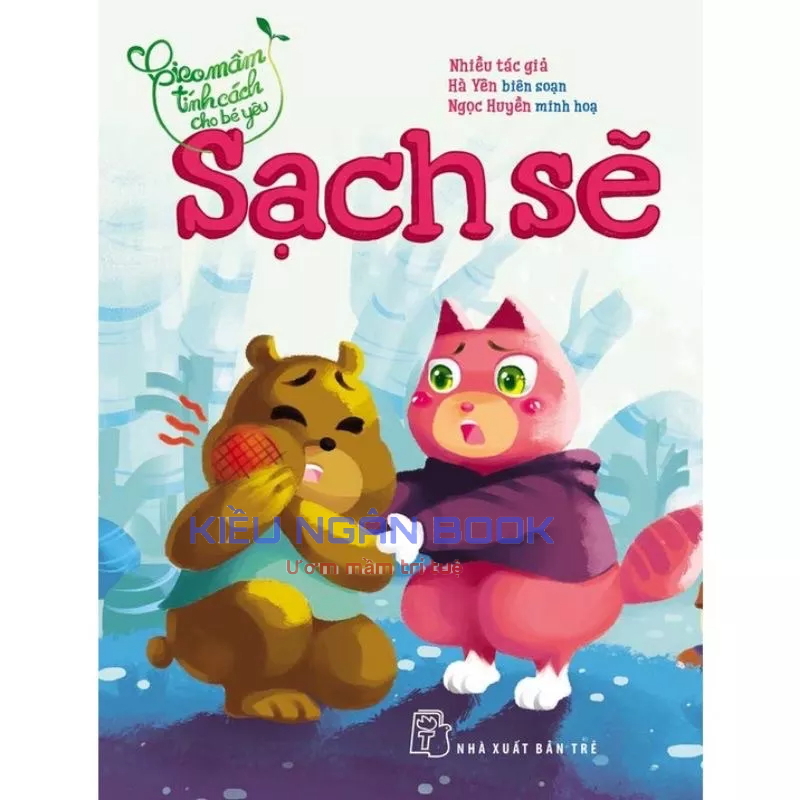 Gieo mầm
tính cách
cho bé yêu
Nhiều tác giả
Hà Yên biên soạn
Ngọc Huyền minh hoạ
Sạch sẽ
KIỀU NGÂN BOOK
Ươm mầm trí tuệ
NHÀ XUẤT BẢN TRẺ